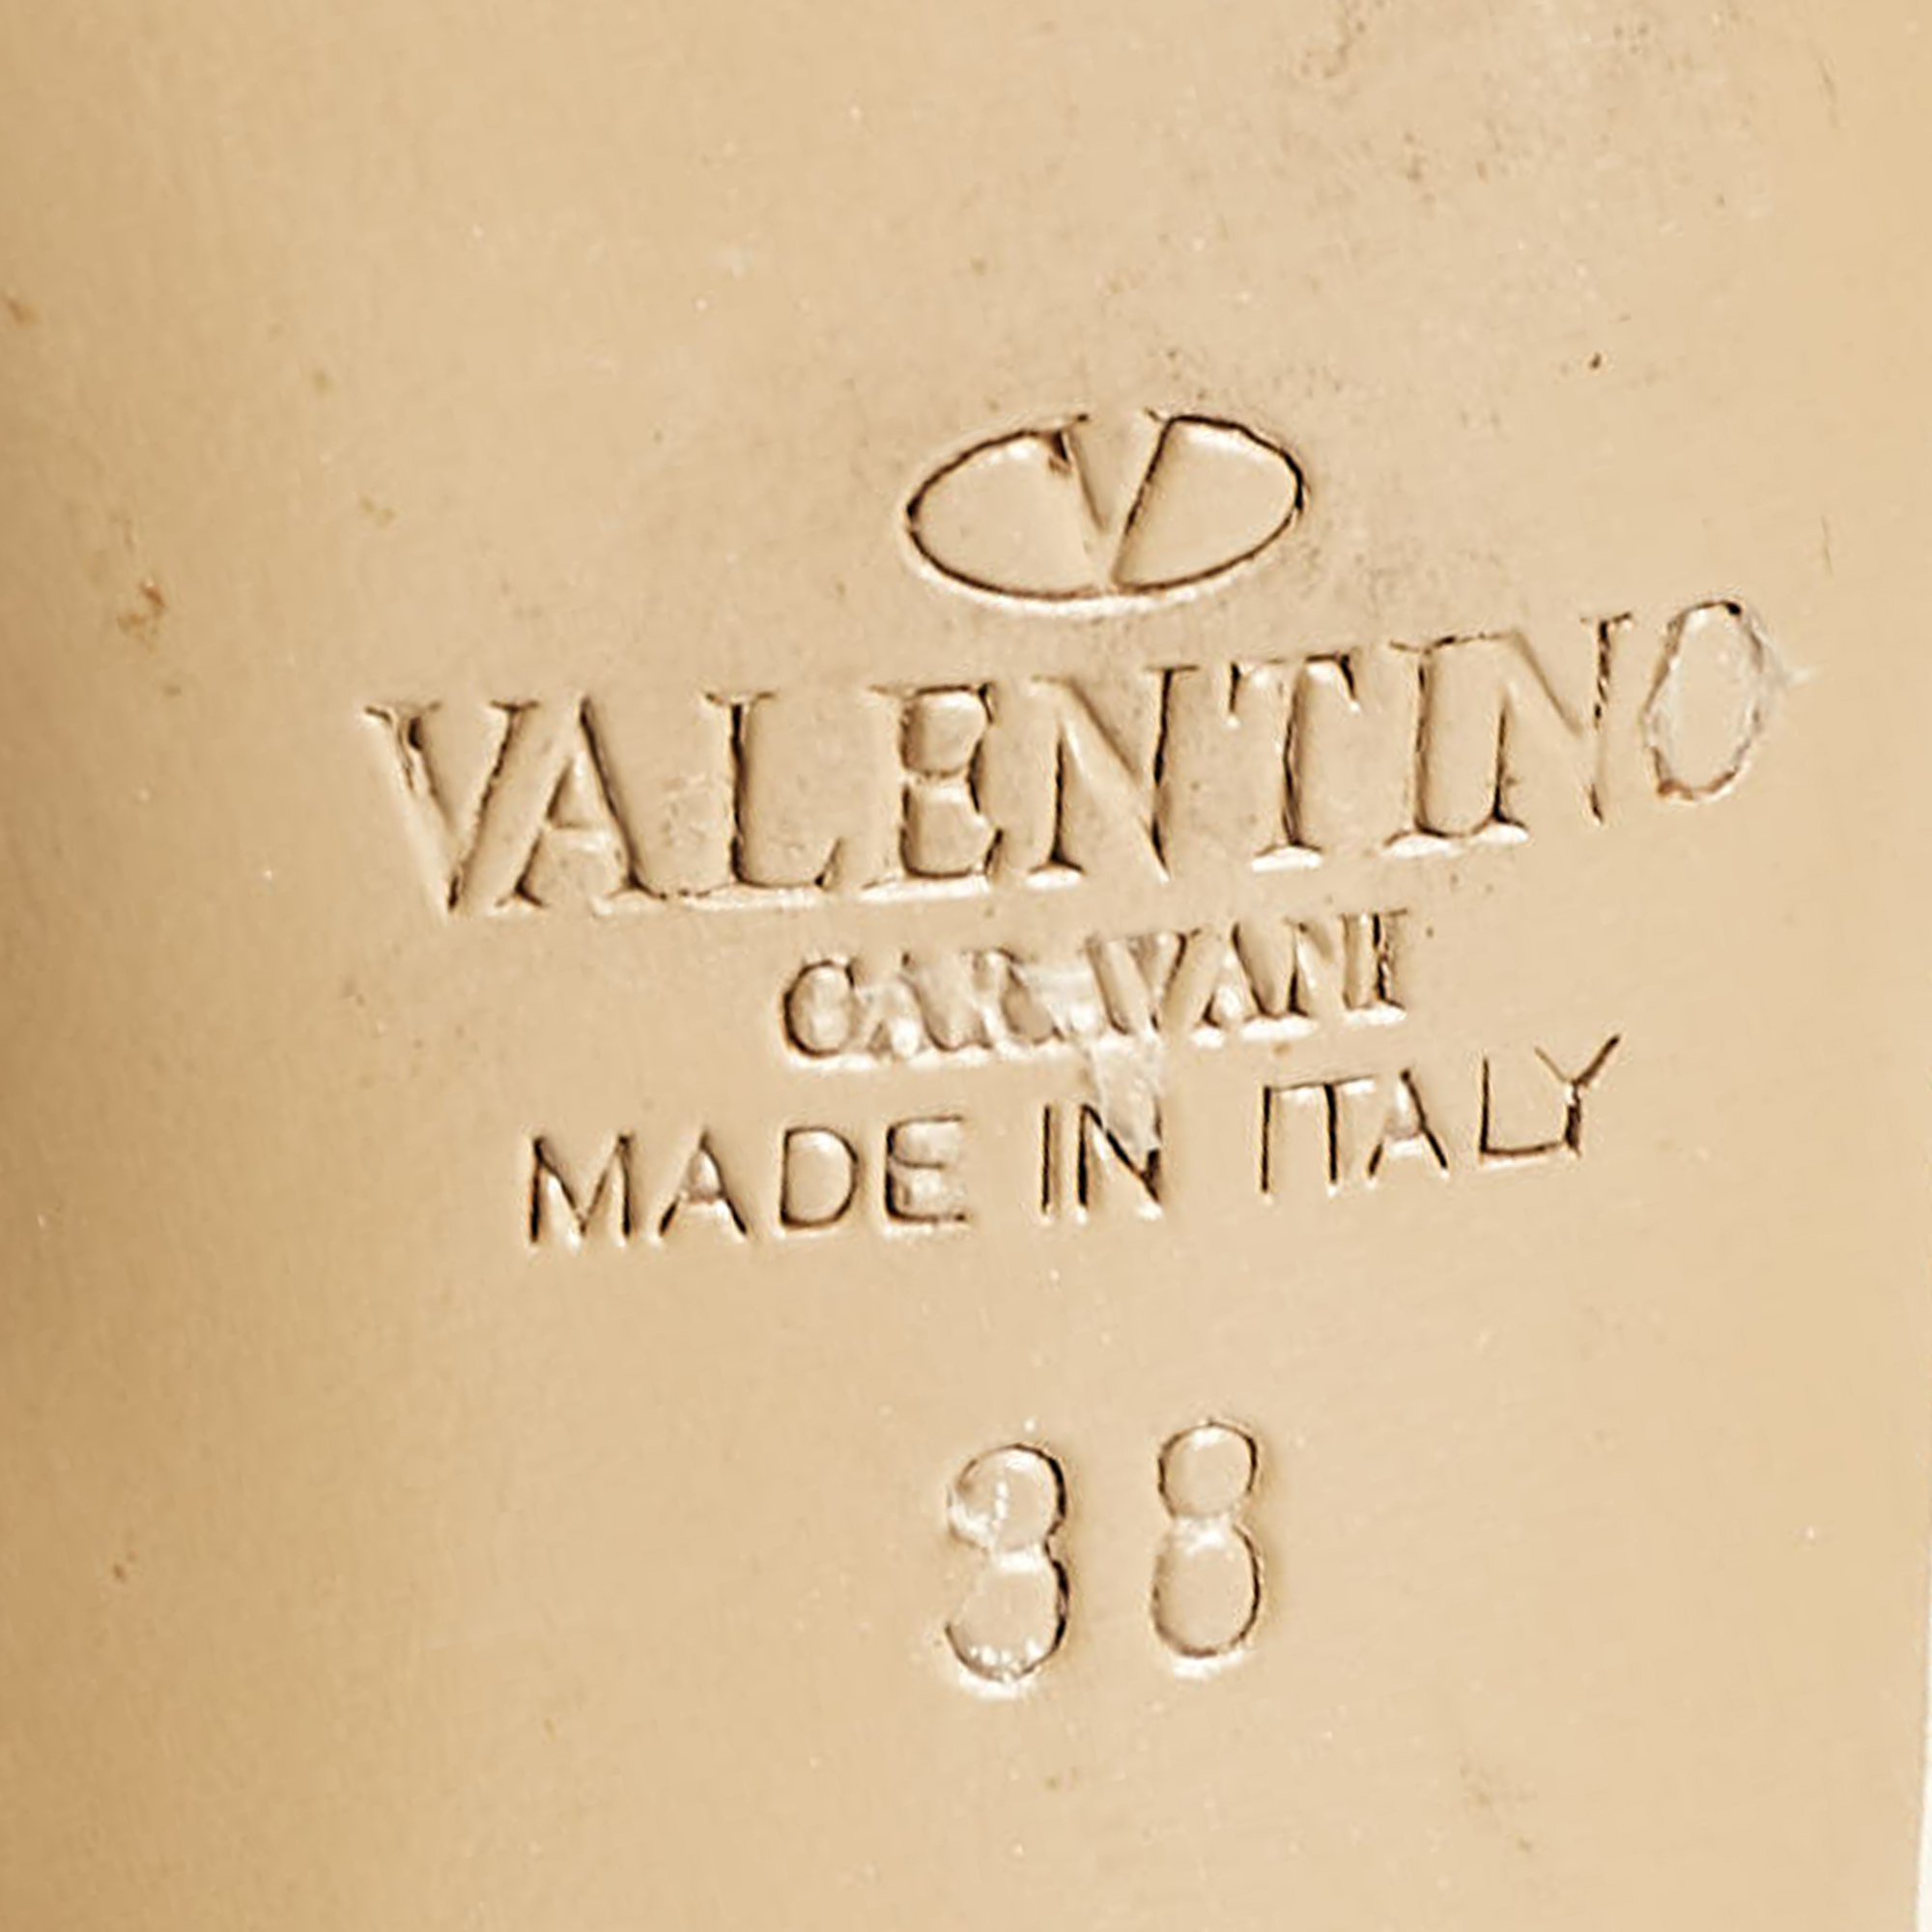 V
VALENTINO
GARAVANI
MADE IN ITALY
38